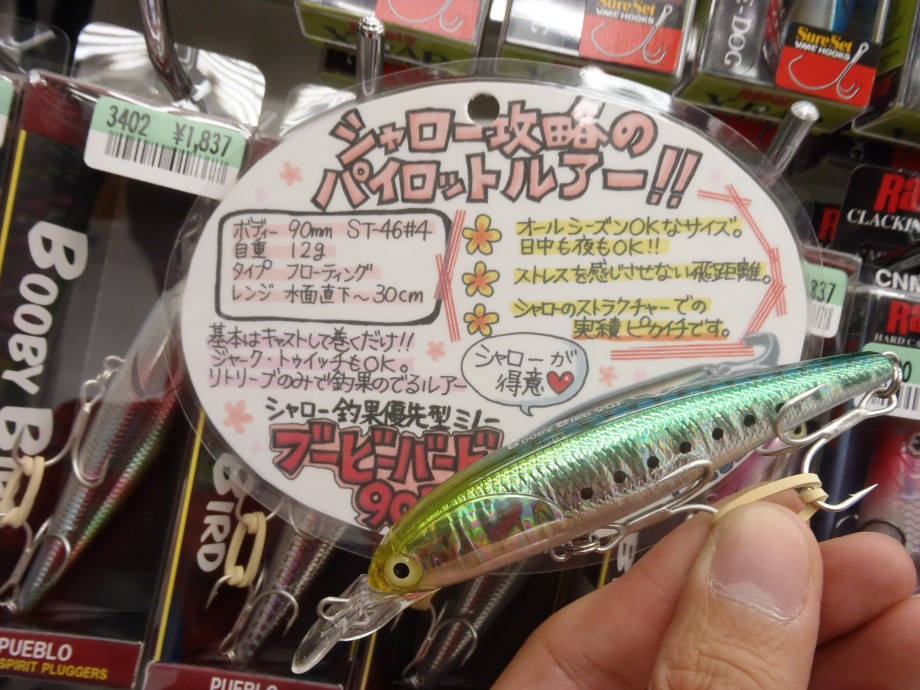 SureSet
VMC HOOKS
SureSet
VMC HOOKS
3402 ¥1,837
シャロー攻略の
パイロットルアー!!
ボディー 90mm ST-46#4
自重 12g
タイプ フローティング
レンジ 水面直下〜30cm
オールシーズンOKなサイズ。
日中も夜もOK!!
ストレスを感じさせない飛距離。
シャローのストラクチャーでの
実績ピカイチです。
基本はキャストして巻くだけ!!
ジャーク・トゥイッチもOK。
リトリーブのみで釣果のでるルアー
シャローが
得意
シャロー釣果優先型ミノー
ブービーバード
90
BOOBY BIRD
BOOBY BI
BIRD
PUEBLO
SPIRIT PLUGGERS
PUEBLO
837
CLACKIN
CNR
HARD